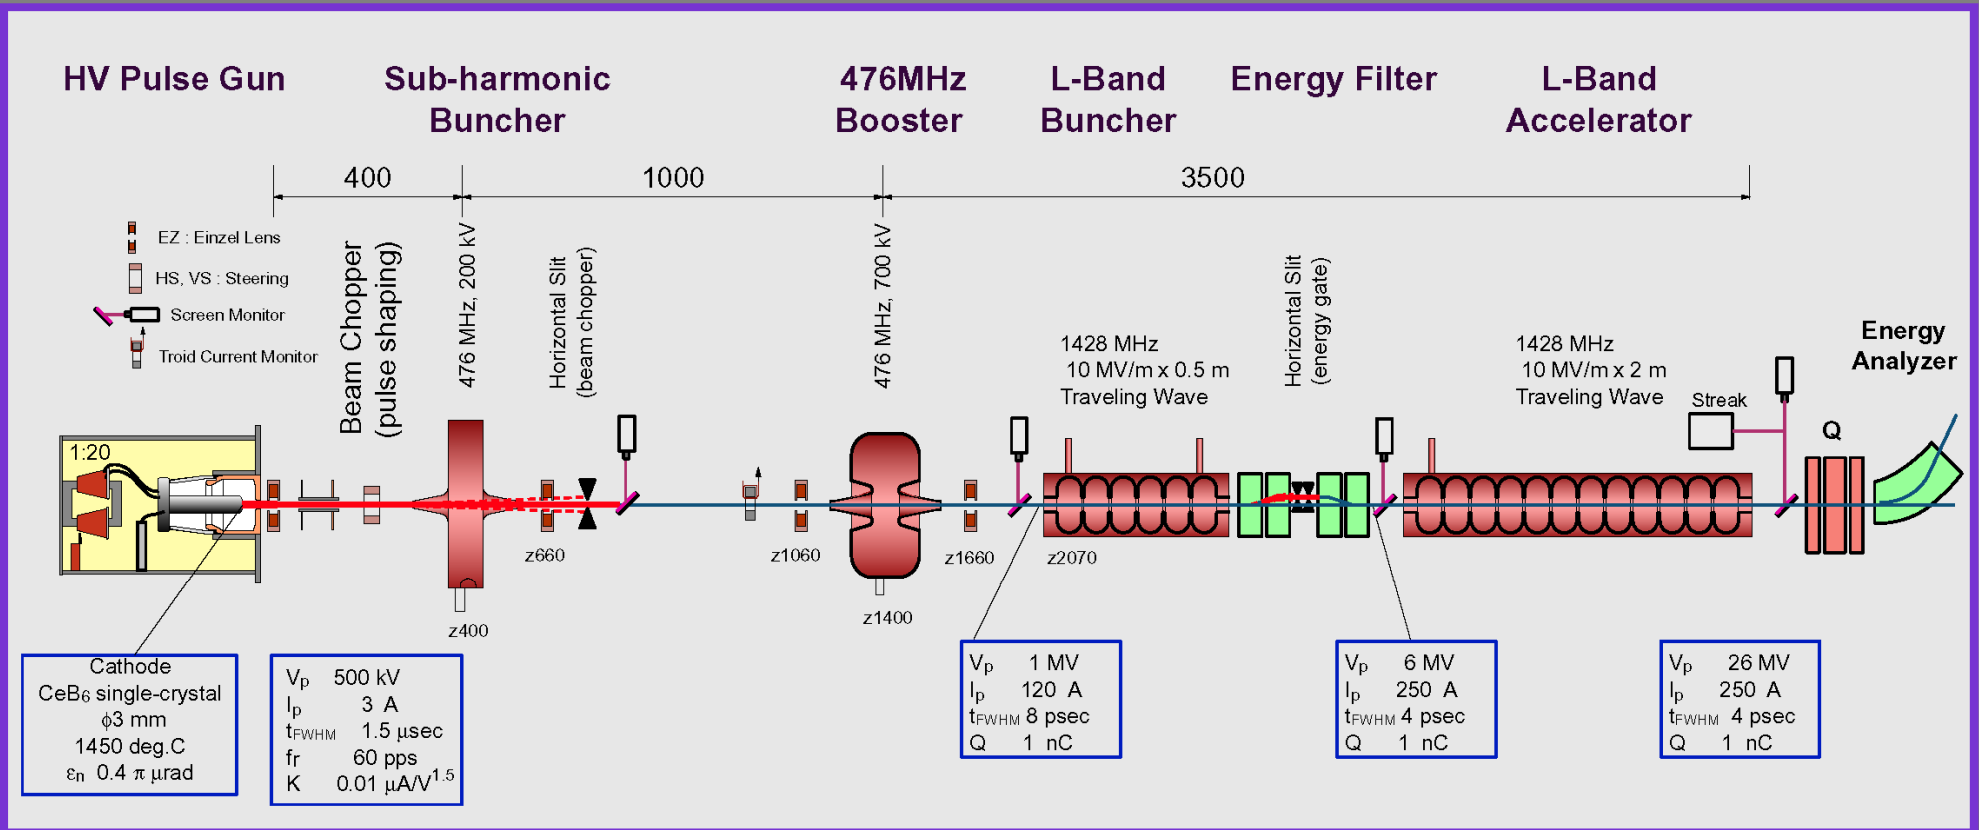 HV Pulse Gun
Sub-harmonic
Buncher
476MHz
Booster
L-Band
Buncher
Energy Filter
L-Band
Accelerator
400
1000
3500
EZ : Einzel Lens
HS, VS : Steering
Screen Monitor
Troid Current Monitor
Beam Chopper
(pulse shaping)
476 MHz, 200 kV
Horizontal Slit
(beam chopper)
476 MHz, 700 kV
1428 MHz
10 MV/m x 0.5 m
Traveling Wave
Horizontal Slit
(energy gate)
1428 MHz
10 MV/m x 2 m
Traveling Wave
Streak
Energy
Analyzer
Q
1:20
z400
z660
z1060
z1400
z1660
z2070
Cathode
CeB6 single-crystal
ϕ3 mm
1450 deg.C
εn 0.4 π μrad
Vp 500 kV
Ip 3 A
tFWHM 1.5 μsec
fr 60 pps
K 0.01 μA/V1.5
Vp 1 MV
Ip 120 A
tFWHM 8 psec
Q 1 nC
Vp 6 MV
Ip 250 A
tFWHM 4 psec
Q 1 nC
Vp 26 MV
Ip 250 A
tFWHM 4 psec
Q 1 nC